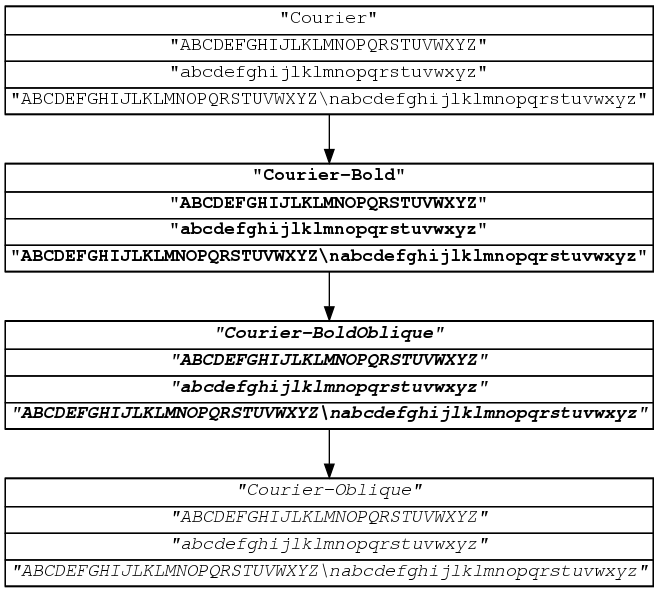 "Courier"
"ABCDEFGHIJLKLMNOPQRSTUVWXYZ"
"abcdefghijlklmnopqrstuvwxyz"
"ABCDEFGHIJLKLMNOPQRSTUVWXYZ\nabcdefghijlklmnopqrstuvwxyz"
"Courier-Bold"
"ABCDEFGHIJLKLMNOPQRSTUVWXYZ"
"abcdefghijlklmnopqrstuvwxyz"
"ABCDEFGHIJLKLMNOPQRSTUVWXYZ\nabcdefghijlklmnopqrstuvwxyz"
"Courier-BoldOblique"
"ABCDEFGHIJLKLMNOPQRSTUVWXYZ"
"abcdefghijlklmnopqrstuvwxyz"
"ABCDEFGHIJLKLMNOPQRSTUVWXYZ\nabcdefghijlklmnopqrstuvwxyz"
"Courier-Oblique"
"ABCDEFGHIJLKLMNOPQRSTUVWXYZ"
"abcdefghijlklmnopqrstuvwxyz"
"ABCDEFGHIJLKLMNOPQRSTUVWXYZ\nabcdefghijlklmnopqrstuvwxyz"